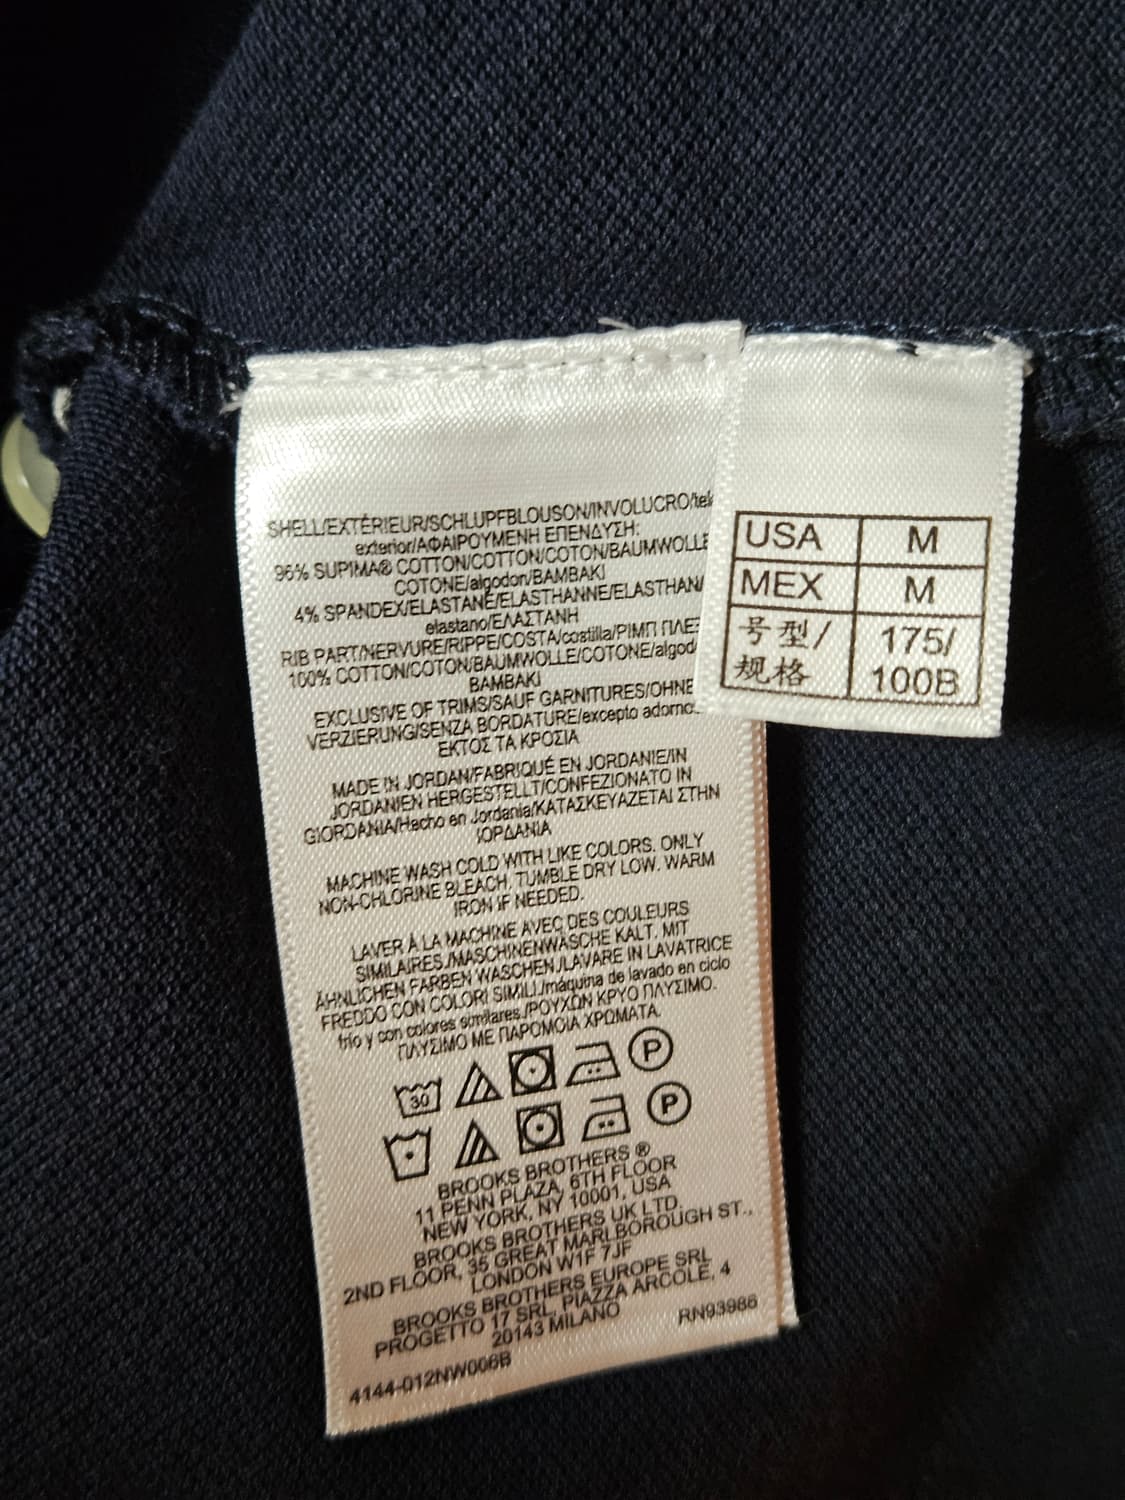 SHELL/EXTÉRIEUR/SCHLUPFBLOUSON/INVOLUCRO/
exterior/ΑΦΑΙΡΟΥΜΕΝΗ ΕΠΕΝΔΥΣΗ:
96% SUPIMA® COTTON/COTTON/COTON/BAUMWOLLE
COTONE/algodon/BAMBAKI
4% SPANDEX/ELASTANE/ELASTHANNE/ELASTHAN/
elastano/ΕΛΑΣΤΑΝΗ
RIB PART/NERVURE/RIPPE/COSTA/costilla/ΡΙΜΠ
100% COTTON/COTON/BAUMWOLLE/COTONE/
BAMBAKI
EXCLUSIVE OF TRIMS/SAUF GARNITURES/OHNE
VERZIERUNG/SENZA BORDATURE/excepto
ΕΚΤΟΣ ΤΑ ΚΡΟΣΙΑ
MADE IN JORDAN/FABRIQUÉ EN JORDANIE/IN
JORDANIEN HERGESTELLT/CONFEZIONATO IN
GIORDANIA/Hecho en Jordania/ΚΑΤΑΣΚΕΥΑΖΕΤΑΙ ΣΤΗΝ
ΙΟΡΔΑΝΙΑ
MACHINE WASH COLD WITH LIKE COLORS. ONLY
NON-CHLORINE BLEACH. TUMBLE DRY LOW. WARM
IRON IF NEEDED.
LAVER À LA MACHINE AVEC DES COULEURS
SIMILAIRES./MASCHINENWÄSCHE KALT. MIT
ÄHNLICHEN FARBEN WASCHEN./LAVARE IN LAVATRICE
FREDDO CON COLORI SIMILI./máquina de lavado en ciclo
frío y con colores similares./ΡΟΥΧΩΝ ΚΡΥΟ ΠΛΥΣΙΜΟ.
ΠΛΥΣΙΜΟ ΜΕ ΠΑΡΟΜΟΙΑ ΧΡΩΜΑΤΑ.
30 P
P
BROOKS BROTHERS ®
11 PENN PLAZA, 6TH FLOOR
NEW YORK, NY 10001, USA
BROOKS BROTHERS UK LTD.
2ND FLOOR, 35 GREAT MARLBOROUGH ST.,
LONDON W1F 7JF
BROOKS BROTHERS EUROPE SRL
PROGETTO 17 SRL, PIAZZA ARCOLE, 4
20143 MILANO
RN93986
4144-012NW006B
USA M
MEX M
号型/ 175/
规格 100B